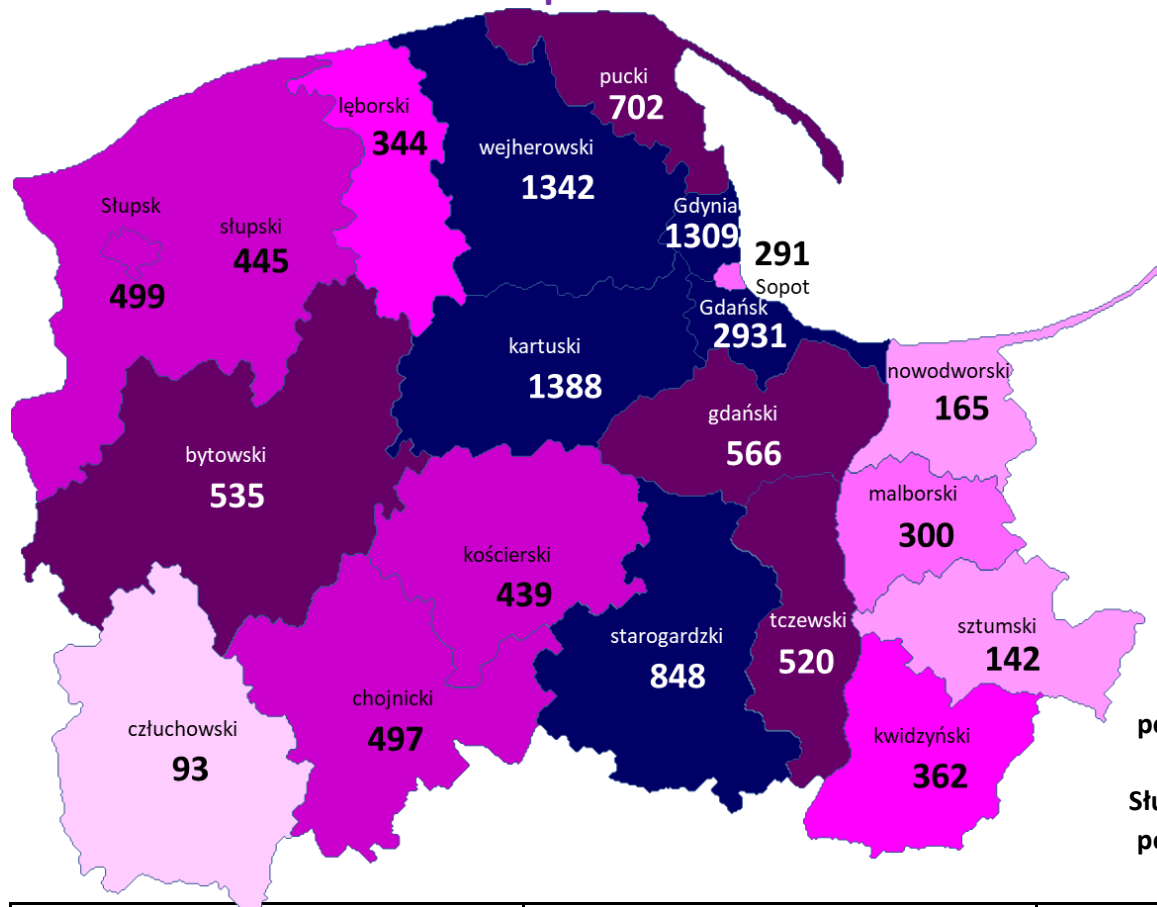 pucki
702
lęborski
344
wejherowski
1342
Słupsk
499
słupski
445
Gdynia
1309
291
Sopot
Gdańsk
2931
kartuski
1388
nowodworski
165
gdański
566
bytowski
535
malborski
300
kościerski
439
starogardzki
848
tczewski
520
sztumski
142
chojnicki
497
człuchowski
93
kwidzyński
362